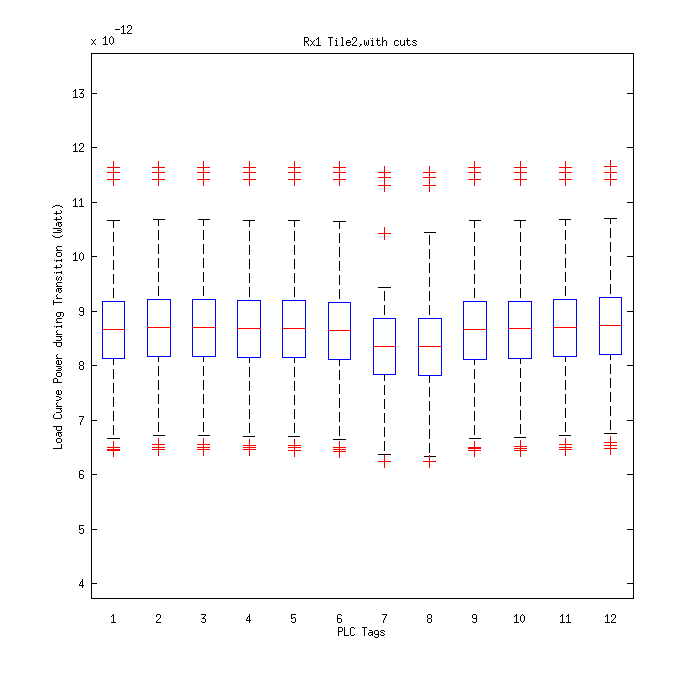 -12
x 10
Rx1 Tile2,with cuts
13
12
11
10
9
8
7
6
5
4
Load Curve Power during Transition (Watt)
1 2 3 4 5 6 7 8 9 10 11 12
PLC Tags